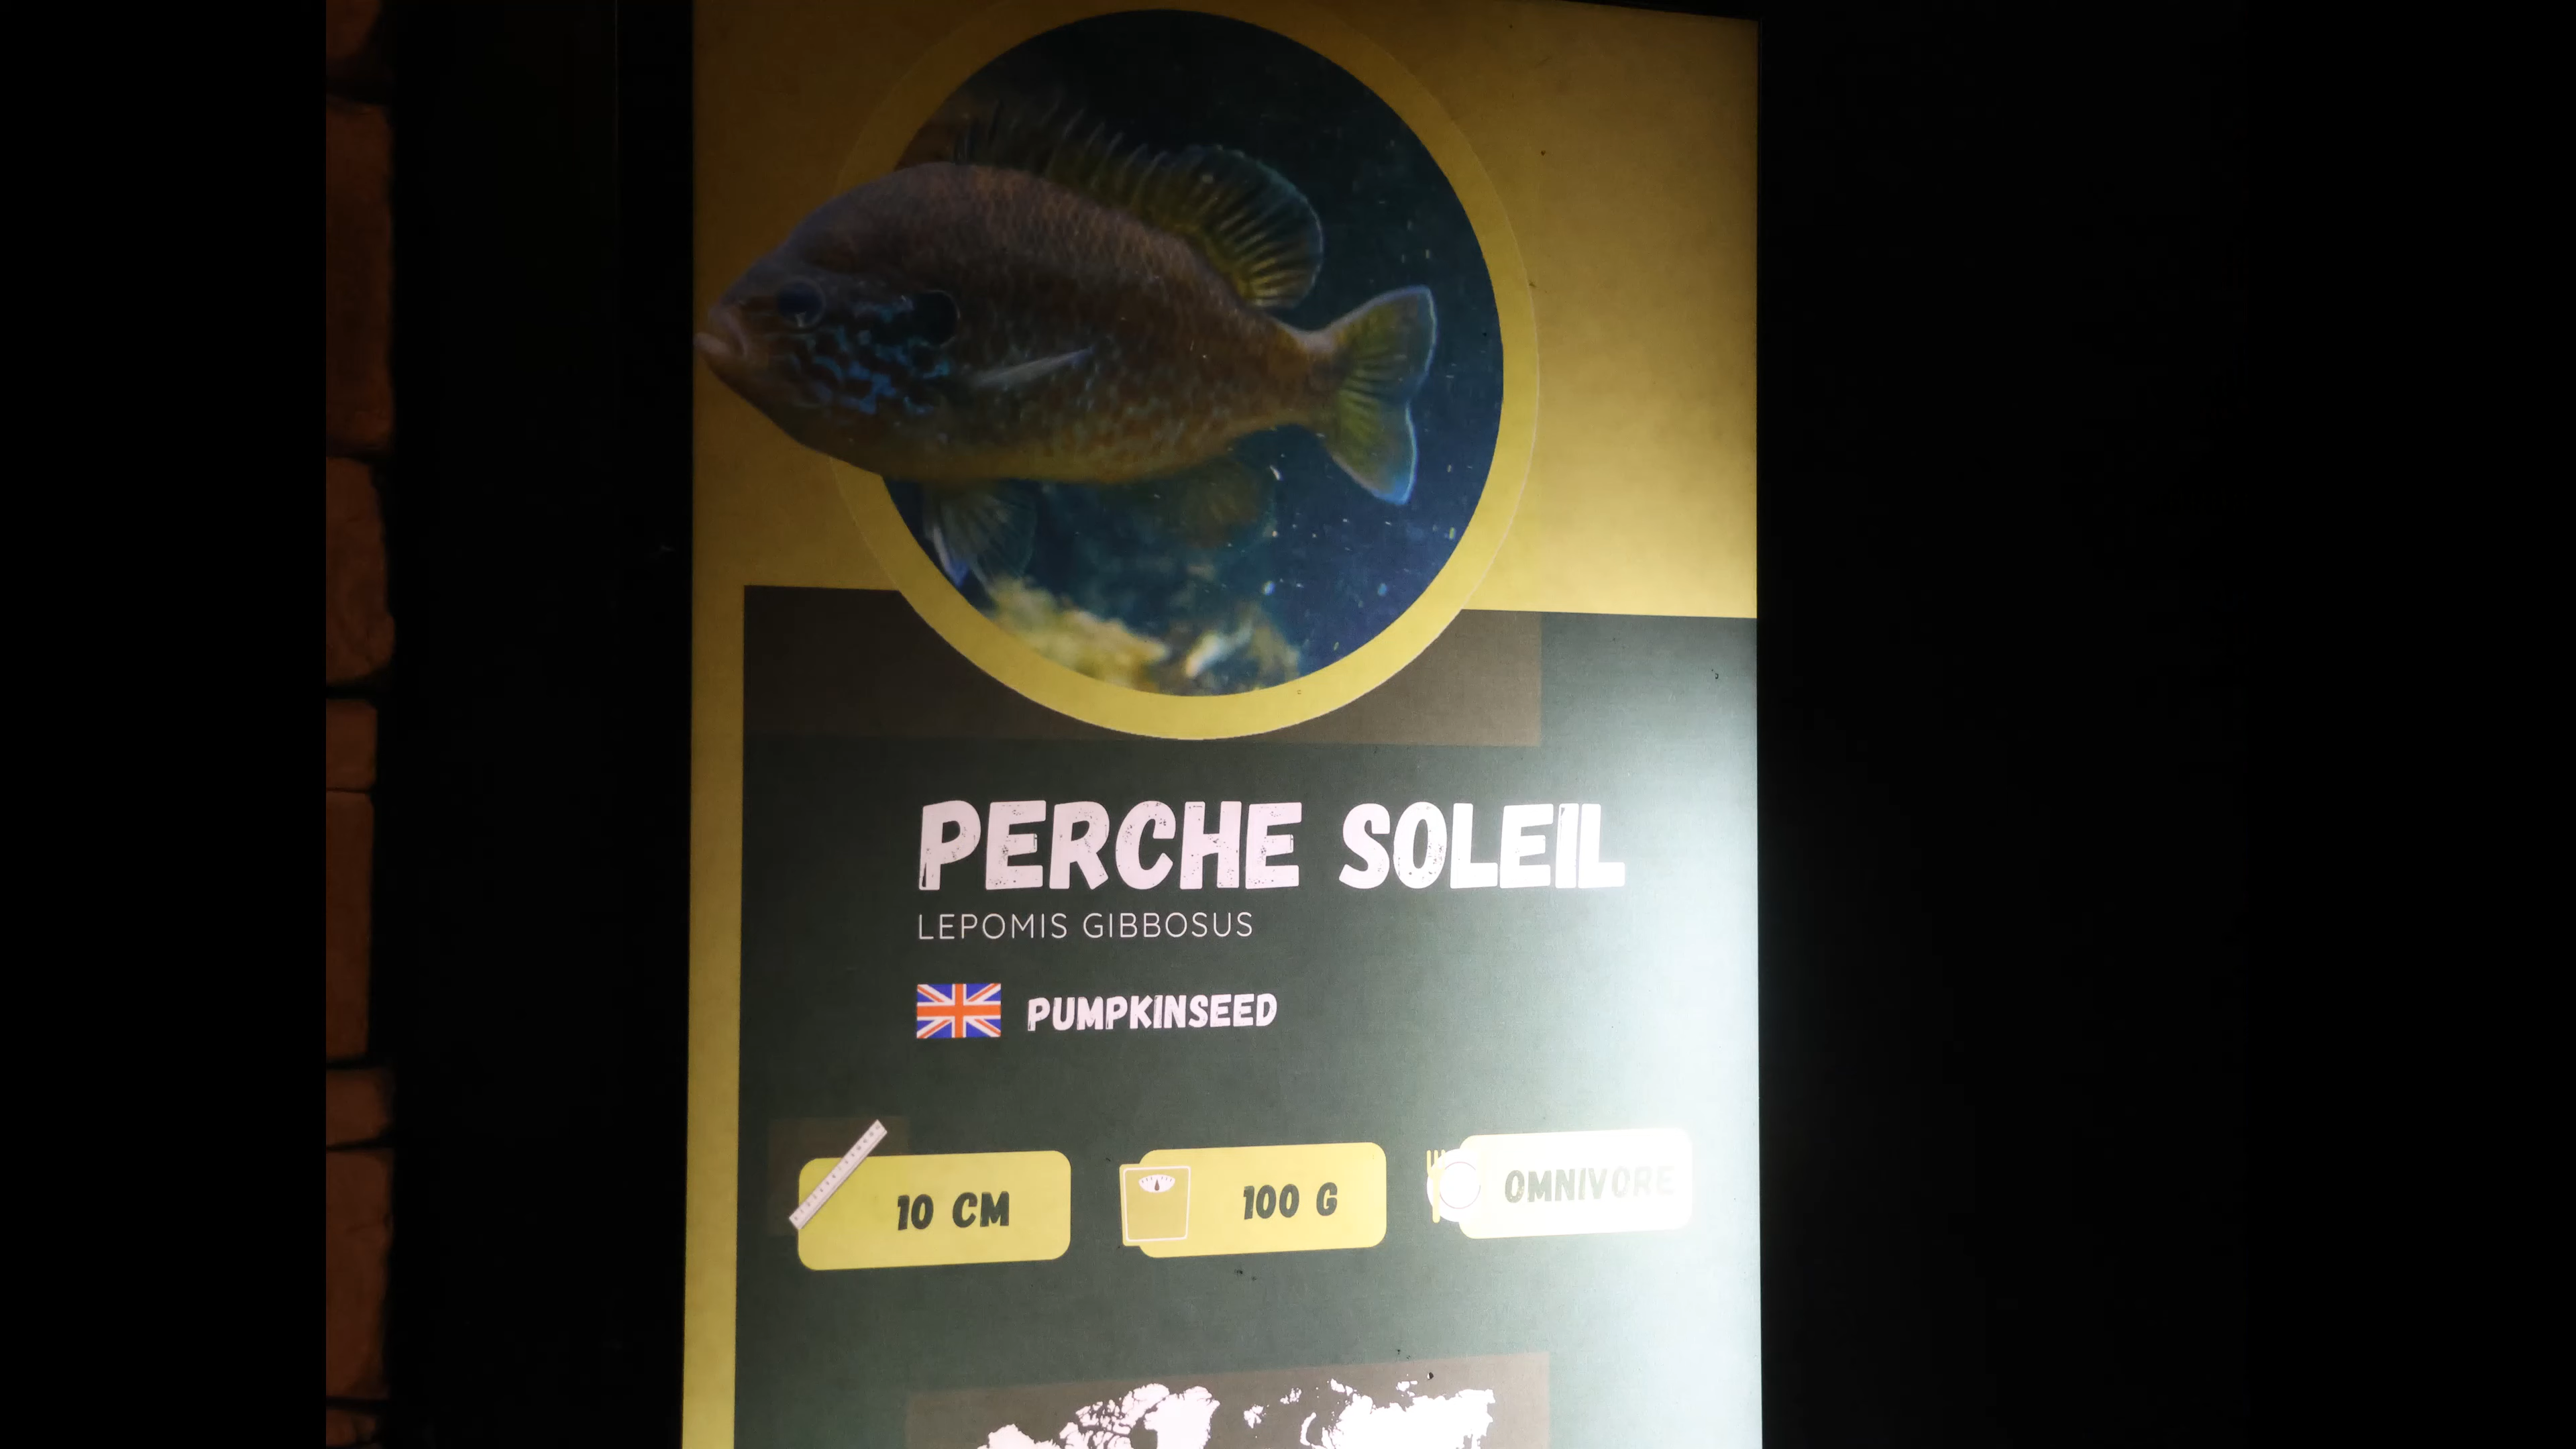 PERCHE SOLEIL
LEPOMIS GIBBOSUS
PUMPKINSEED
10 CM
100 G
OMNIVORE